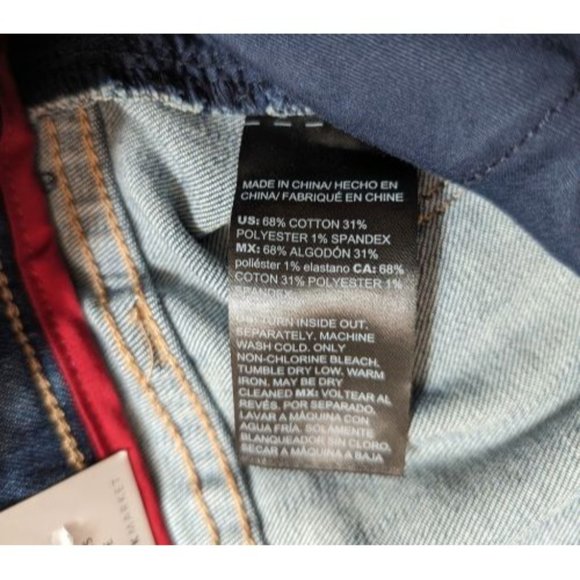 MADE IN CHINA/ HECHO EN
CHINA/ FABRIQUÉ EN CHINE
US: 68% COTTON 31%
POLYESTER 1% SPANDEX
MX: 68% ALGODÓN 31%
poliéster 1% elastano CA: 68%
COTON 31% POLYESTER 1%
SPANDEX
TURN INSIDE OUT.
SEPARATELY. MACHINE
WASH COLD. ONLY
NON-CHLORINE BLEACH.
TUMBLE DRY LOW. WARM
IRON. MAY BE DRY
CLEANED MX: VOLTEAR AL
REVÉS. POR SEPARADO.
LAVAR A MÁQUINA CON
AGUA FRÍA. SOLAMENTE
BLANQUEADOR SIN CLORO.
SECAR A MÁQUINA A BAJA
MARKET